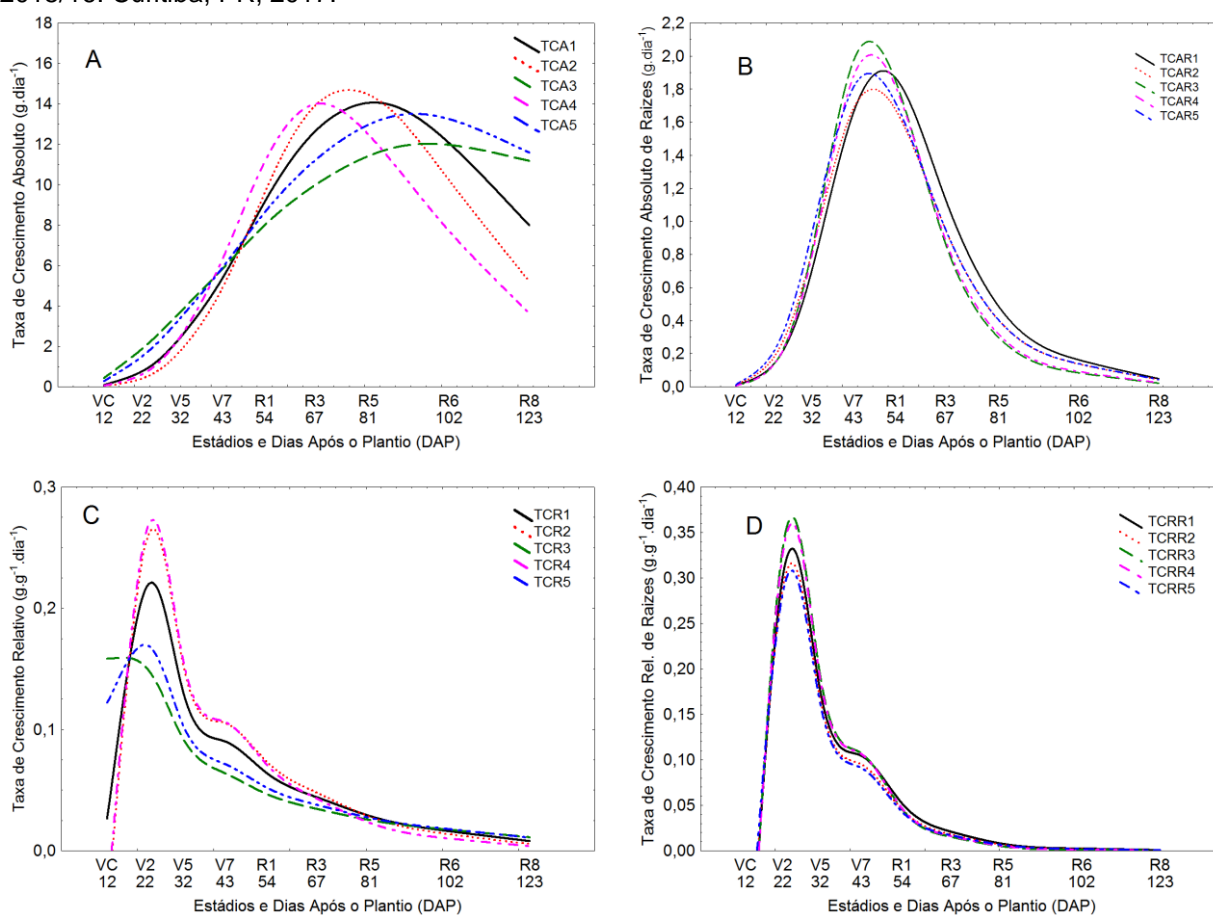 2015/16. Curitiba, PR, 2017.
A
Taxa de Crescimento Absoluto (g.dia⁻¹)
18
16
14
12
10
8
6
4
2
0
TCA1
TCA2
TCA3
TCA4
TCA5
VC V2 V5 V7 R1 R3 R5 R6 R8
12 22 32 43 54 67 81 102 123
Estádios e Dias Após o Plantio (DAP)
B
Taxa de Crescimento Absoluto de Raizes (g.dia⁻¹)
2,2
2,0
1,8
1,6
1,4
1,2
1,0
0,8
0,6
0,4
0,2
0,0
TCAR1
TCAR2
TCAR3
TCAR4
TCAR5
VC V2 V5 V7 R1 R3 R5 R6 R8
12 22 32 43 54 67 81 102 123
Estádios e Dias Após o Plantio (DAP)
C
Taxa de Crescimento Relativo (g.g⁻¹.dia⁻¹)
0,3
0,2
0,1
0,0
TCR1
TCR2
TCR3
TCR4
TCR5
VC V2 V5 V7 R1 R3 R5 R6 R8
12 22 32 43 54 67 81 102 123
Estádios e Dias Após o Plantio (DAP)
D
Taxa de Crescimento Rel. de Raizes (g.g⁻¹.dia⁻¹)
0,40
0,35
0,30
0,25
0,20
0,15
0,10
0,05
0,00
TCRR1
TCRR2
TCRR3
TCRR4
TCRR5
VC V2 V5 V7 R1 R3 R5 R6 R8
12 22 32 43 54 67 81 102 123
Estádios e Dias Após o Plantio (DAP)